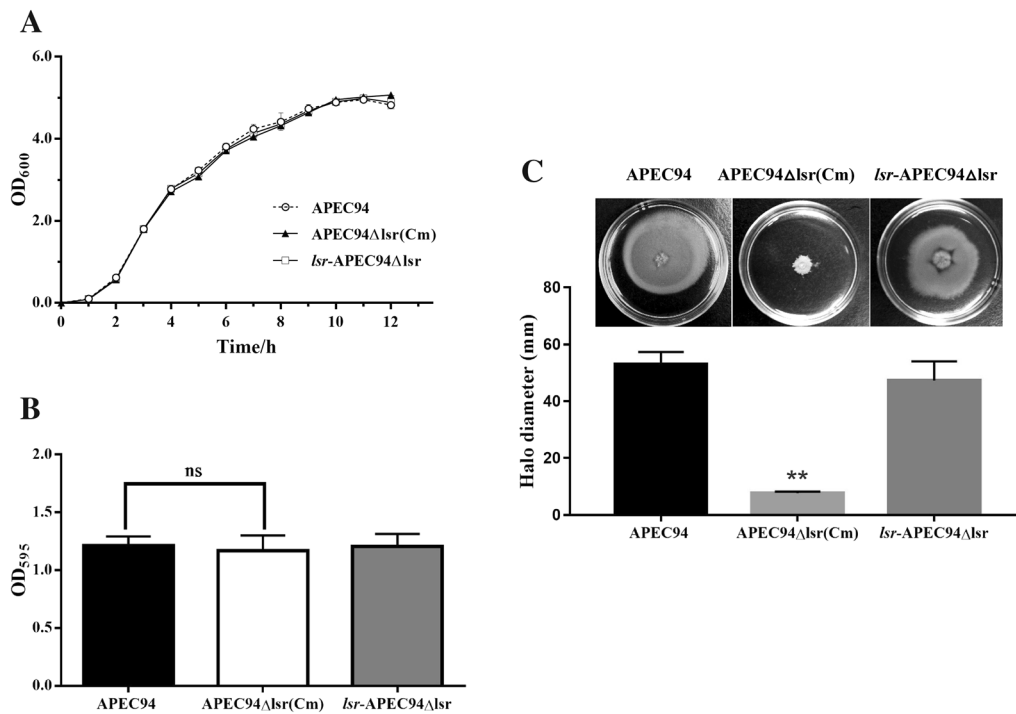 A
6.0
4.0
2.0
0.0
OD600
0 2 4 6 8 10 12
Time/h
APEC94
APEC94Δlsr(Cm)
lsr-APEC94Δlsr
B
2.0
1.5
1.0
0.5
0.0
OD595
ns
APEC94 APEC94Δlsr(Cm) lsr-APEC94Δlsr
C
APEC94 APEC94Δlsr(Cm) lsr-APEC94Δlsr
80
60
40
20
0
Halo diameter (mm)
**
APEC94 APEC94Δlsr(Cm) lsr-APEC94Δlsr